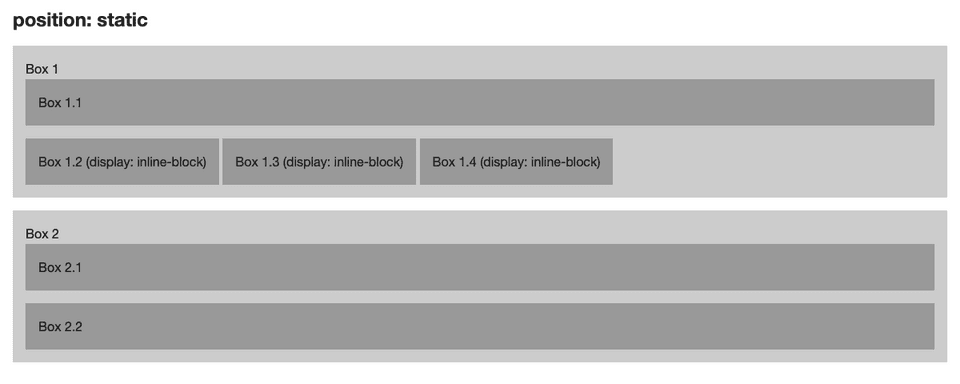 position: static
Box 1
Box 1.1
Box 1.2 (display: inline-block) Box 1.3 (display: inline-block) Box 1.4 (display: inline-block)
Box 2
Box 2.1
Box 2.2